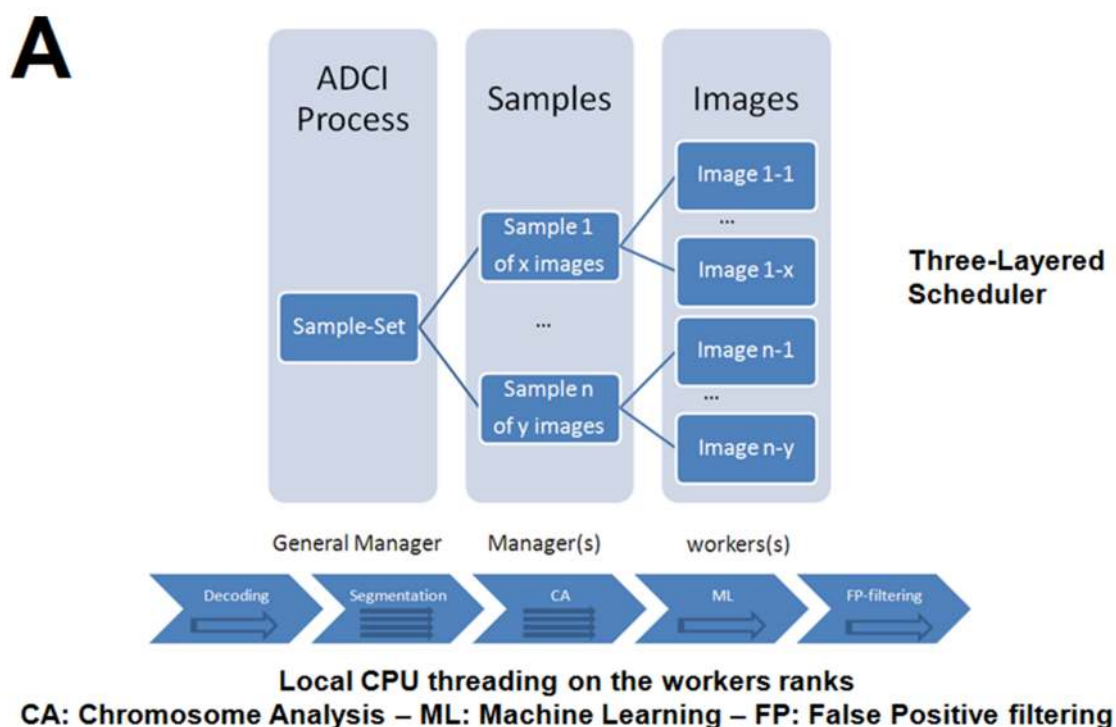 A
ADCI
Process
Samples
Images
Sample-Set
Sample 1
of x images
...
Sample n
of y images
Image 1-1
...
Image 1-x
Image n-1
...
Image n-y
Three-Layered
Scheduler
General Manager
Manager(s)
workers(s)
Decoding
Segmentation
CA
ML
FP-filtering
Local CPU threading on the workers ranks
CA: Chromosome Analysis – ML: Machine Learning – FP: False Positive filtering